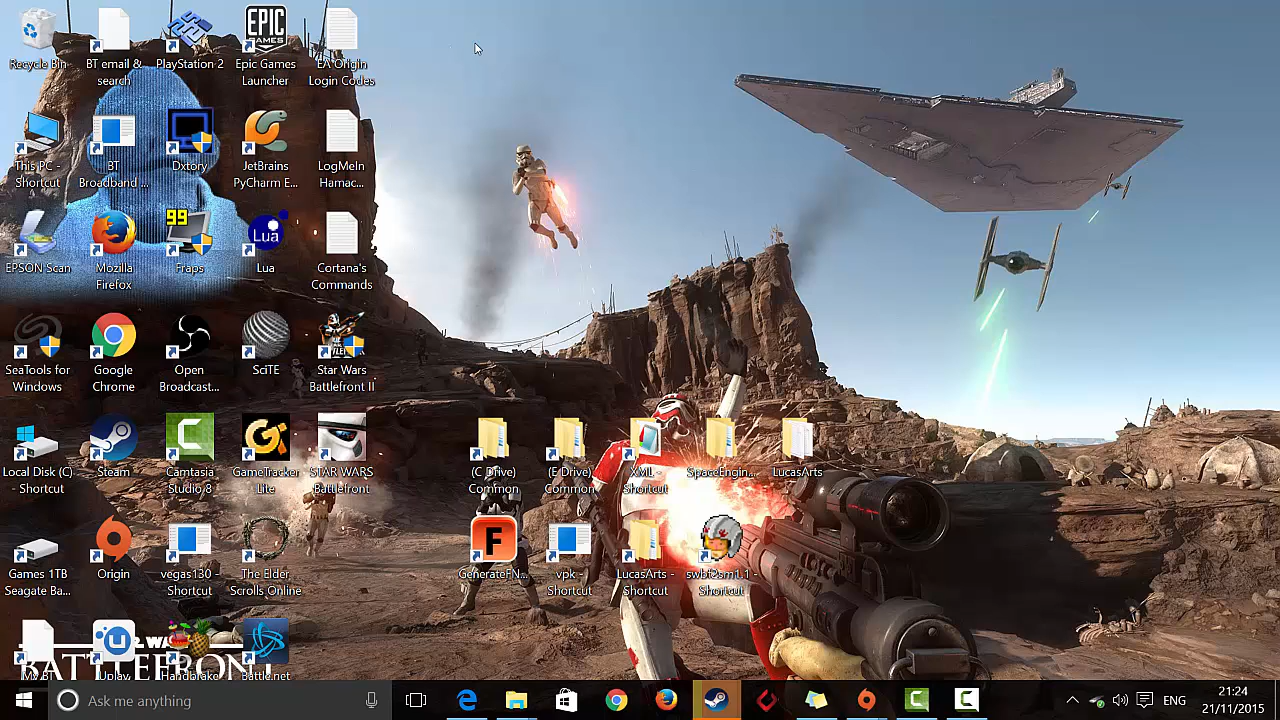 Recycle Bin
BT email &
search
PlayStation 2
EPIC
GAMES
Epic Games
Launcher
EA Origin
Login Codes
This PC -
Shortcut
BT
Broadband ...
Dxtory
JetBrains
PyCharm E...
LogMeIn
Hamac...
EPSON Scan
Mozilla
Firefox
99
Fraps
Lua
Lua
Cortana's
Commands
SeaTools for
Windows
Google
Chrome
Open
Broadcast...
SciTE
Star Wars
Battlefront II
Local Disk (C)
- Shortcut
Steam
Camtasia
Studio 8
GameTracker
Lite
STAR WARS
Battlefront
(C Drive)
Common
(E Drive)
Common
XML -
Shortcut
SpaceEngin...
LucasArts
Games 1TB
Seagate Ba...
Origin
vegas130 -
Shortcut
The Elder
Scrolls Online
F
GenerateFN...
vpk -
Shortcut
LucasArts -
Shortcut
swbf2sm1.1 -
Shortcut
My BT
Uplay
Handbrake
Battle.net
BATTLEFRONT
Ask me anything
ENG
21:24
21/11/2015